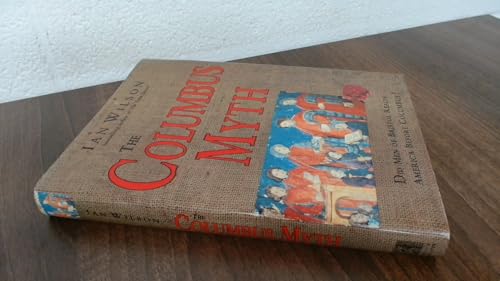 IAN WILSON
THE
COLUMBUS
MYTH
DID MEN OF BRISTOL REACH
AMERICA BEFORE COLUMBUS?
IAN WILSON THE COLUMBUS MYTH